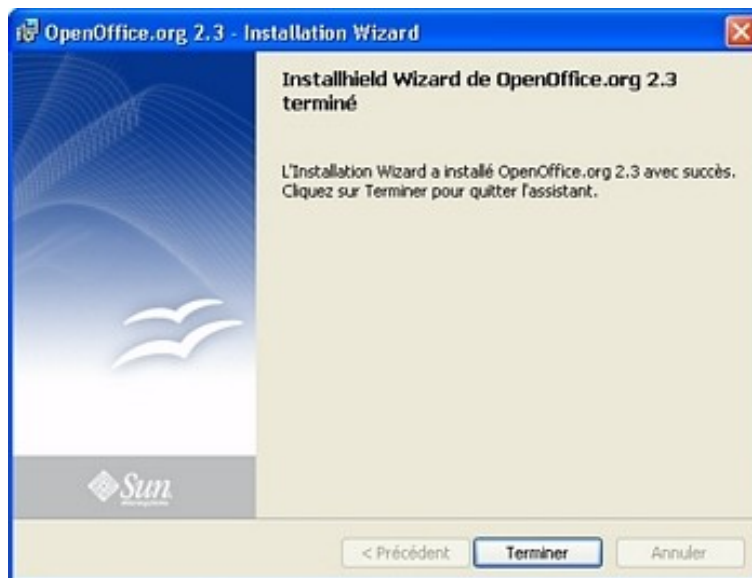 OpenOffice.org 2.3 - Installation Wizard
Installhield Wizard de OpenOffice.org 2.3
terminé
L'Installation Wizard a installé OpenOffice.org 2.3 avec succès.
Cliquez sur Terminer pour quitter l'assistant.
Sun
< Précédent Terminer Annuler